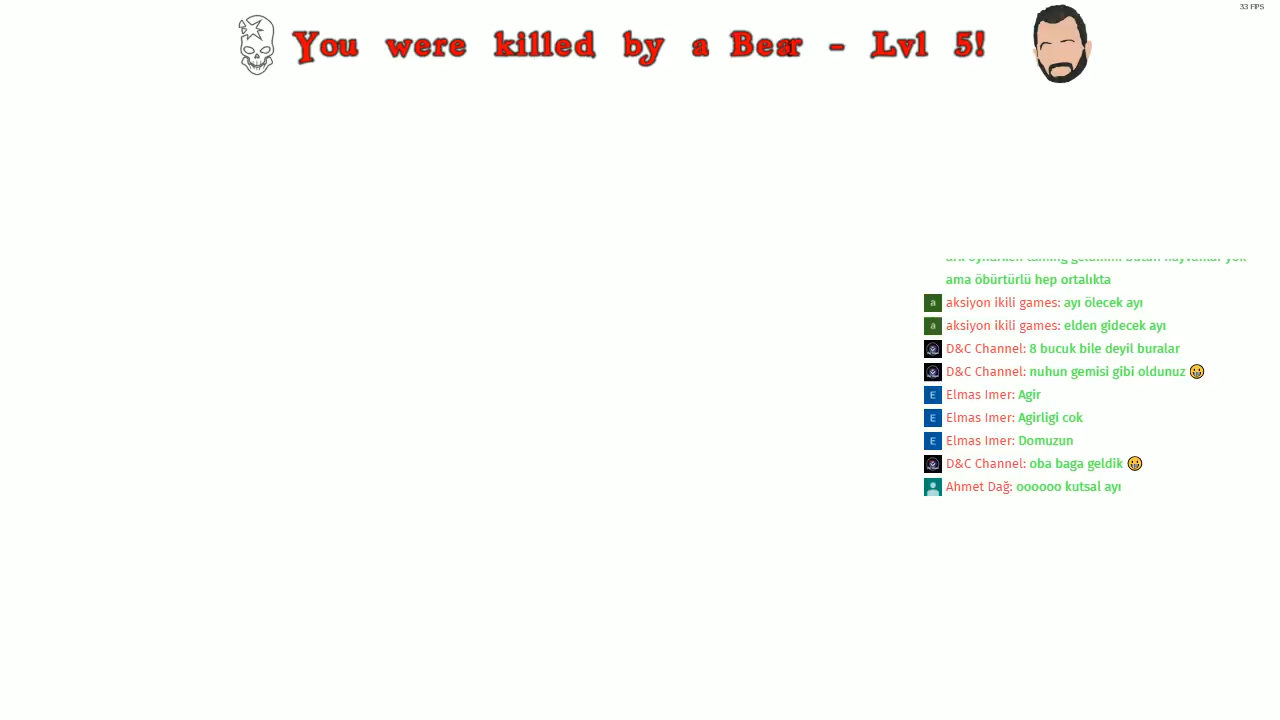 33 FPS
You were killed by a Besr - Lvl 5!
ama öbürtürlü hep ortalıkta
a aksiyon ikili games: ayı ölecek ayı
a aksiyon ikili games: elden gidecek ayı
D&C Channel: 8 bucuk bile deyil buralar
D&C Channel: nuhun gemisi gibi oldunuz 😀
E Elmas Imer: Agir
E Elmas Imer: Agirligi cok
E Elmas Imer: Domuzun
D&C Channel: oba baga geldik 😀
Ahmet Dağ: oooooo kutsal ayı